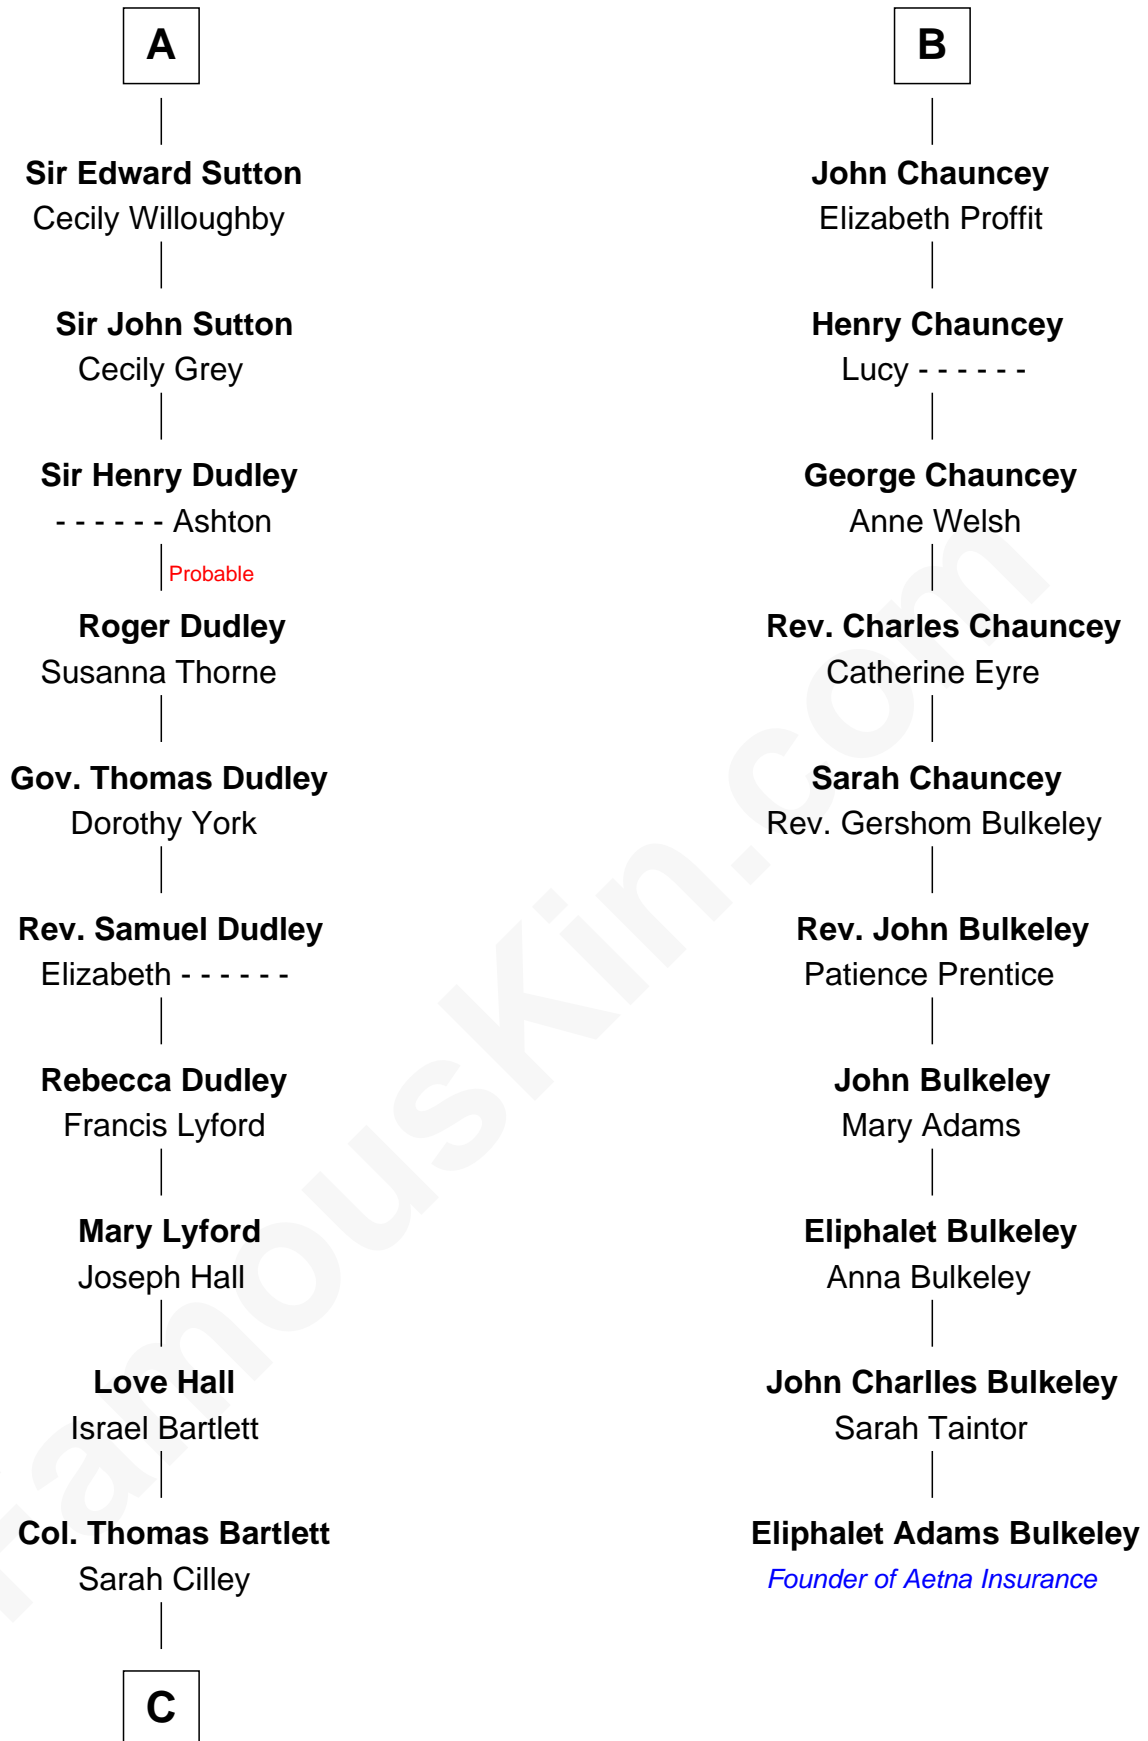 A
Sir Edward Sutton
Cecily Willoughby
Sir John Sutton
Cecily Grey
Sir Henry Dudley
- - - - - - Ashton
Probable
Roger Dudley
Susanna Thorne
Gov. Thomas Dudley
Dorothy York
Rev. Samuel Dudley
Elizabeth - - - - - -
Rebecca Dudley
Francis Lyford
Mary Lyford
Joseph Hall
Love Hall
Israel Bartlett
Col. Thomas Bartlett
Sarah Cilley
C
B
John Chauncey
Elizabeth Proffit
Henry Chauncey
Lucy - - - - - -
George Chauncey
Anne Welsh
Rev. Charles Chauncey
Catherine Eyre
Sarah Chauncey
Rev. Gershom Bulkeley
Rev. John Bulkeley
Patience Prentice
John Bulkeley
Mary Adams
Eliphalet Bulkeley
Anna Bulkeley
John Charlles Bulkeley
Sarah Taintor
Eliphalet Adams Bulkeley
Founder of Aetna Insurance
FamousKin.com